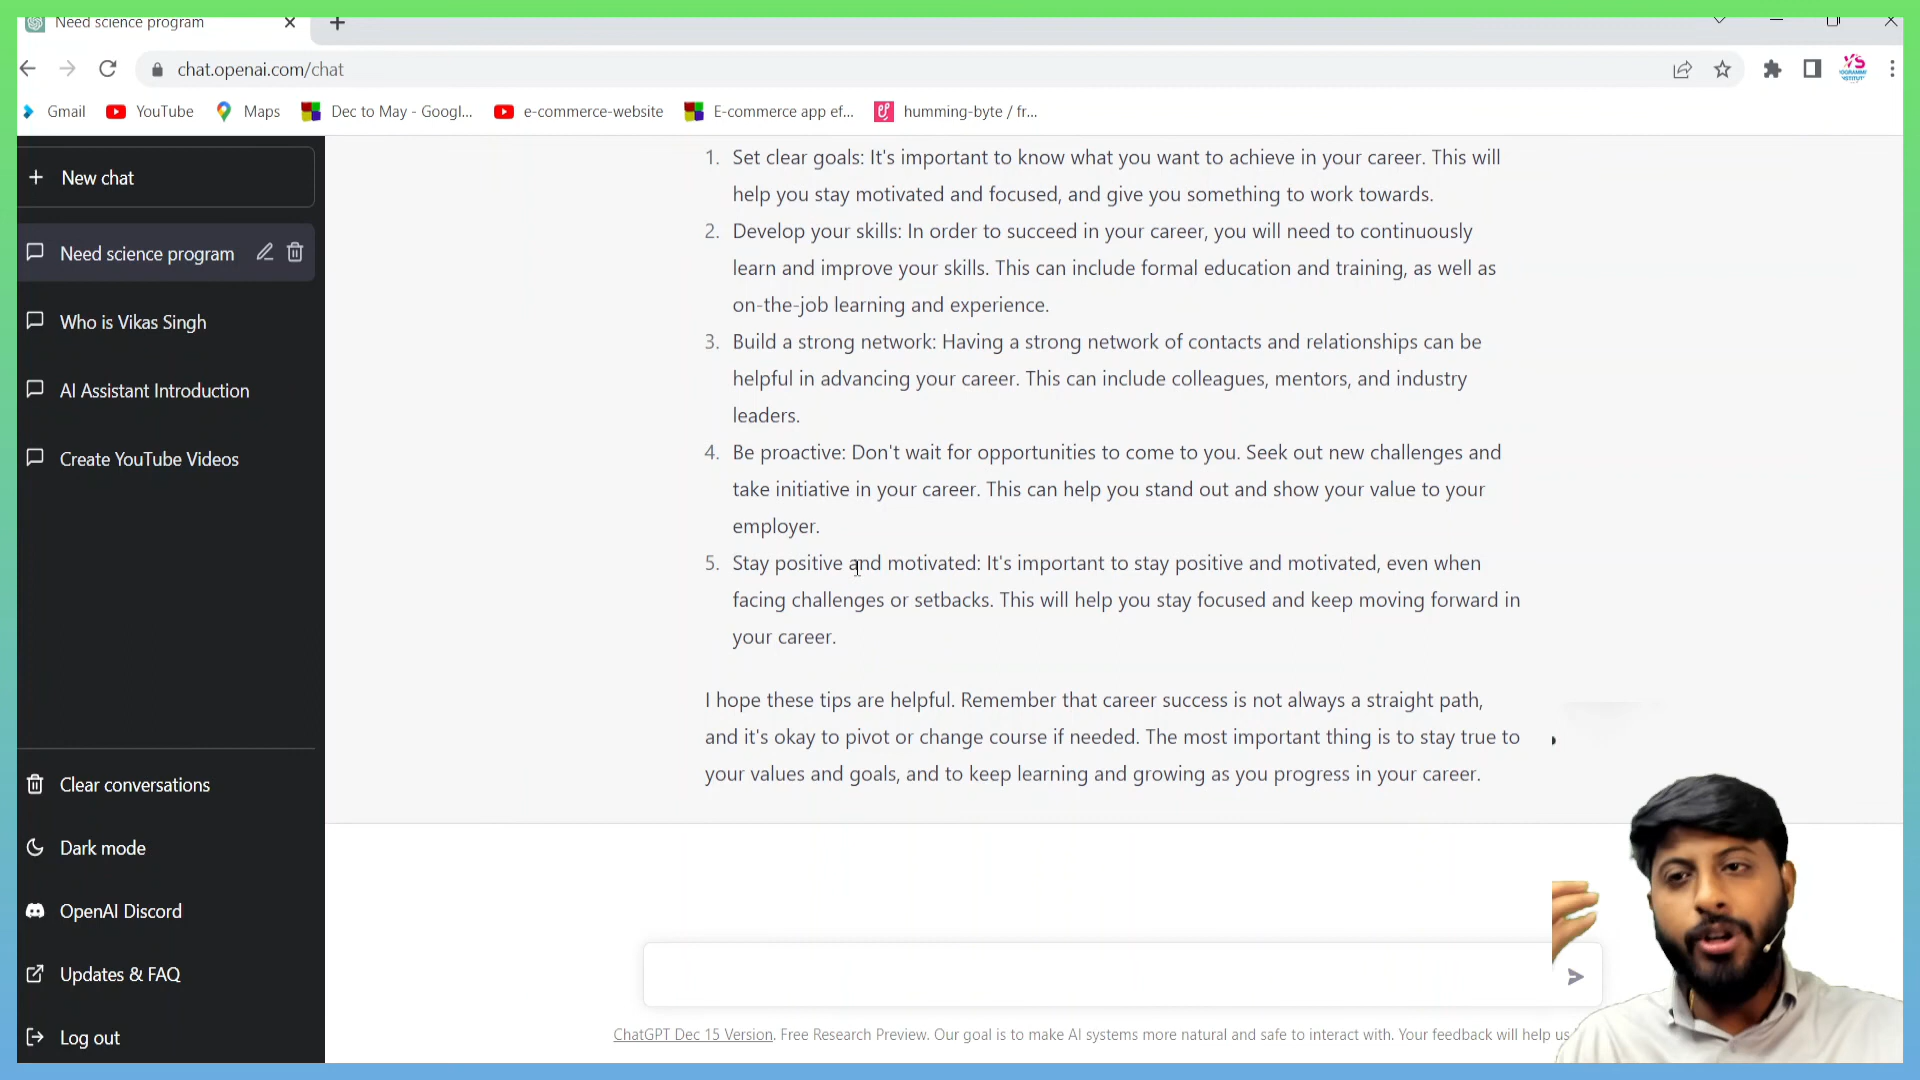 Need science program
chat.openai.com/chat
Gmail
YouTube
Maps
Dec to May - Googl...
e-commerce-website
E-commerce app ef...
humming-byte / fr...
New chat
Need science program
Who is Vikas Singh
AI Assistant Introduction
Create YouTube Videos
Clear conversations
Dark mode
OpenAI Discord
Updates & FAQ
Log out
1. Set clear goals: It's important to know what you want to achieve in your career. This will
help you stay motivated and focused, and give you something to work towards.
2. Develop your skills: In order to succeed in your career, you will need to continuously
learn and improve your skills. This can include formal education and training, as well as
on-the-job learning and experience.
3. Build a strong network: Having a strong network of contacts and relationships can be
helpful in advancing your career. This can include colleagues, mentors, and industry
leaders.
4. Be proactive: Don't wait for opportunities to come to you. Seek out new challenges and
take initiative in your career. This can help you stand out and show your value to your
employer.
5. Stay positive and motivated: It's important to stay positive and motivated, even when
facing challenges or setbacks. This will help you stay focused and keep moving forward in
your career.
I hope these tips are helpful. Remember that career success is not always a straight path,
and it's okay to pivot or change course if needed. The most important thing is to stay true to
your values and goals, and to keep learning and growing as you progress in your career.
ChatGPT Dec 15 Version. Free Research Preview. Our goal is to make AI systems more natural and safe to interact with. Your feedback will help us